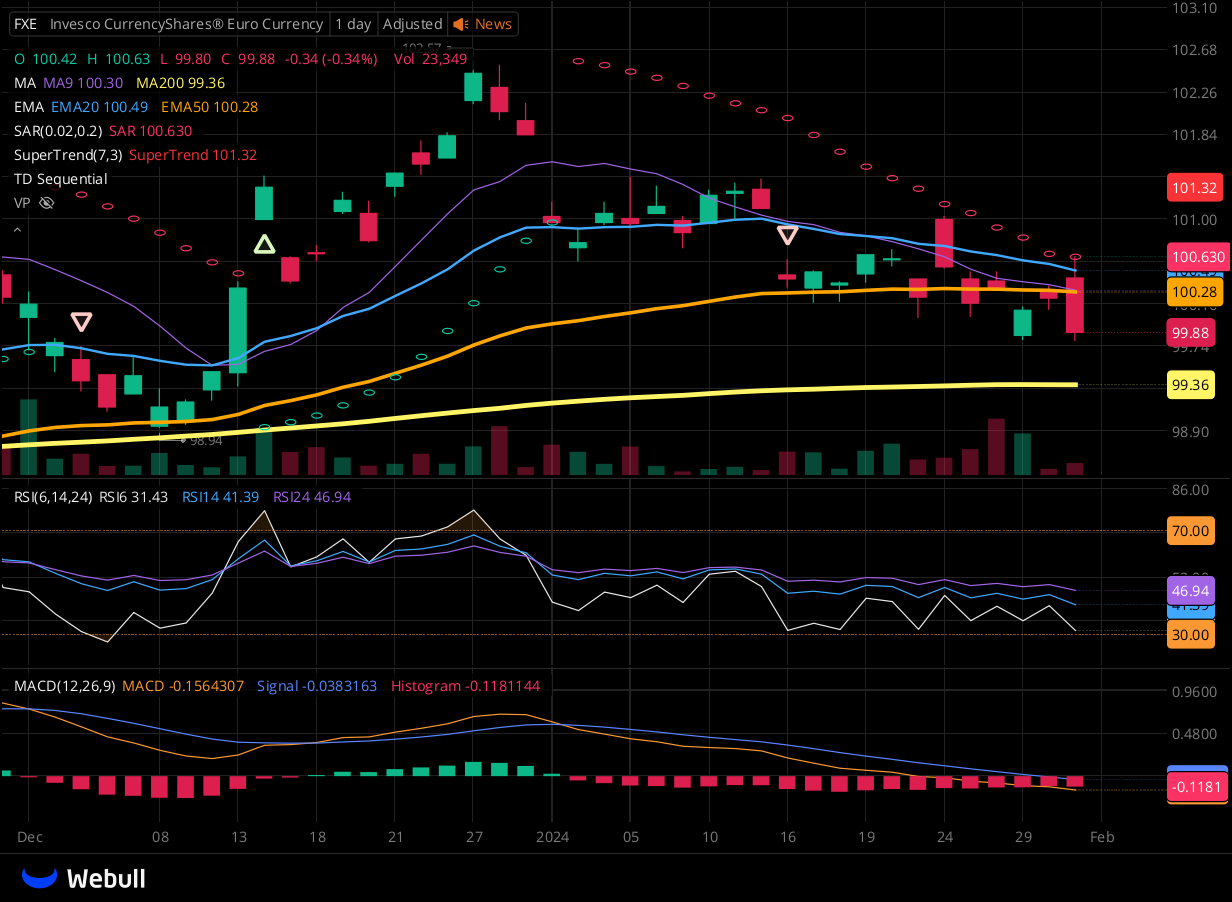 FXE Invesco CurrencyShares® Euro Currency 1 day Adjusted News
103.10
102.68
O 100.42 H 100.63 L 99.80 C 99.88 -0.34 (-0.34%) Vol 23,349
MA MA9 100.30 MA200 99.36
102.26
EMA EMA20 100.49 EMA50 100.28
SAR(0.02,0.2) SAR 100.630
101.84
SuperTrend(7,3) SuperTrend 101.32
TD Sequential
101.32
VP
101.00
100.630
100.28
99.88
99.74
99.36
98.94
98.90
RSI(6,14,24) RSI6 31.43 RSI14 41.39 RSI24 46.94
86.00
70.00
46.94
41.39
30.00
MACD(12,26,9) MACD -0.1564307 Signal -0.0383163 Histogram -0.1181144
0.9600
0.4800
-0.1181
Dec 08 13 18 21 27 2024 05 10 16 19 24 29 Feb
Webull